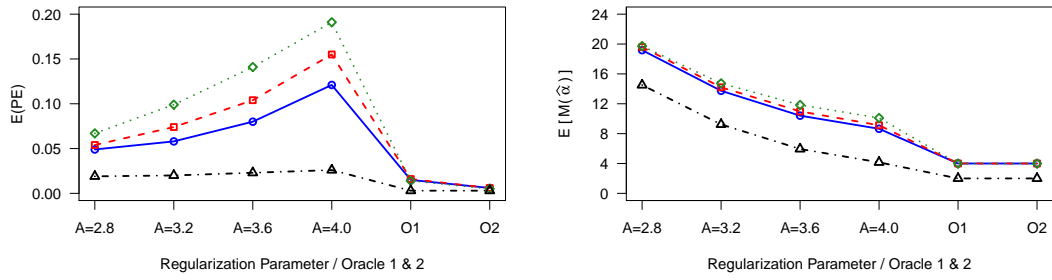 E(PE)
0.20
0.15
0.10
0.05
0.00
A=2.8 A=3.2 A=3.6 A=4.0 O1 O2
Regularization Parameter / Oracle 1 & 2
E [ M(α̂) ]
24
20
16
12
8
4
0
A=2.8 A=3.2 A=3.6 A=4.0 O1 O2
Regularization Parameter / Oracle 1 & 2